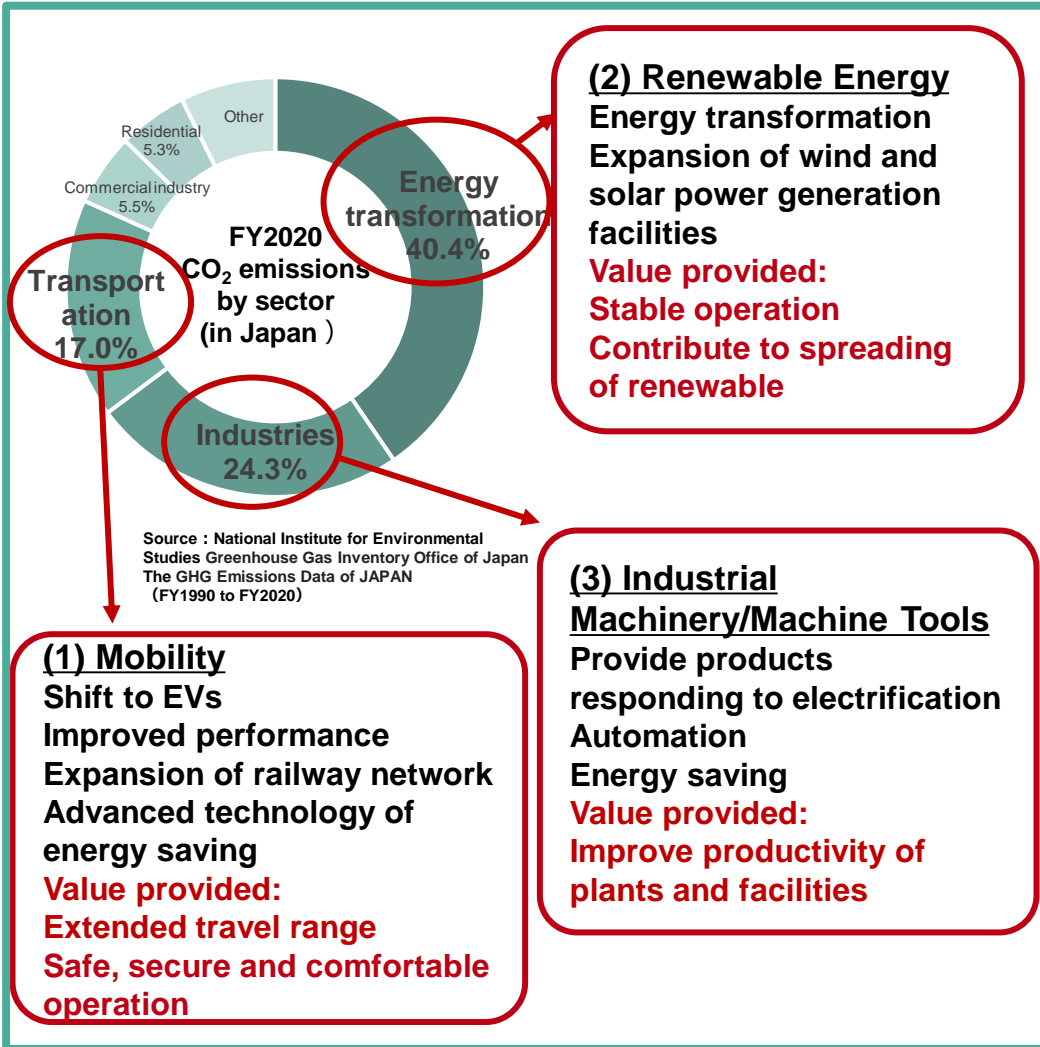 Other
Residential
5.3%
Commercial industry
5.5%
Energy
transformation
40.4%
Transport
ation
17.0%
Industries
24.3%
FY2020
CO₂ emissions
by sector
(in Japan ）
Source : National Institute for Environmental
Studies Greenhouse Gas Inventory Office of Japan
The GHG Emissions Data of JAPAN
（FY1990 to FY2020）
(2) Renewable Energy
Energy transformation
Expansion of wind and
solar power generation
facilities
Value provided:
Stable operation
Contribute to spreading
of renewable
(1) Mobility
Shift to EVs
Improved performance
Expansion of railway network
Advanced technology of
energy saving
Value provided:
Extended travel range
Safe, secure and comfortable
operation
(3) Industrial
Machinery/Machine Tools
Provide products
responding to electrification
Automation
Energy saving
Value provided:
Improve productivity of
plants and facilities